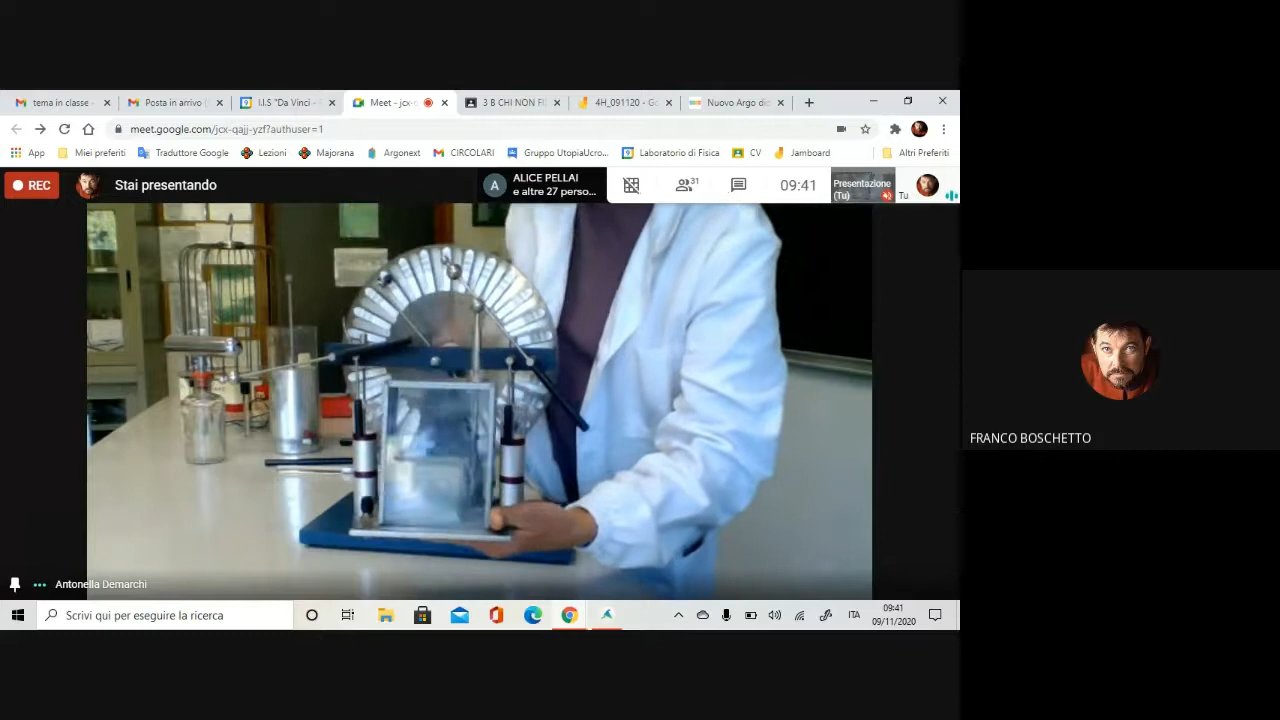 tema in classe -
Posta in arrivo (
I.I.S "Da Vinci -
Meet - jcx-c
3 B CHI NON FI
4H_091120 - Go
Nuovo Argo di
meet.google.com/jcx-qajj-yzf?authuser=1
App
Miei preferiti
Traduttore Google
Lezioni
Majorana
Argonext
CIRCOLARI
Gruppo UtopiaUcro...
Laboratorio di Fisica
CV
Jamboard
Altri Preferiti
REC
Stai presentando
A
ALICE PELLAI
e altre 27 perso...
31
09:41
Presentazione
(Tu)
Tu
FRANCO BOSCHETTO
Antonella Demarchi
Scrivi qui per eseguire la ricerca
ITA
09:41
09/11/2020